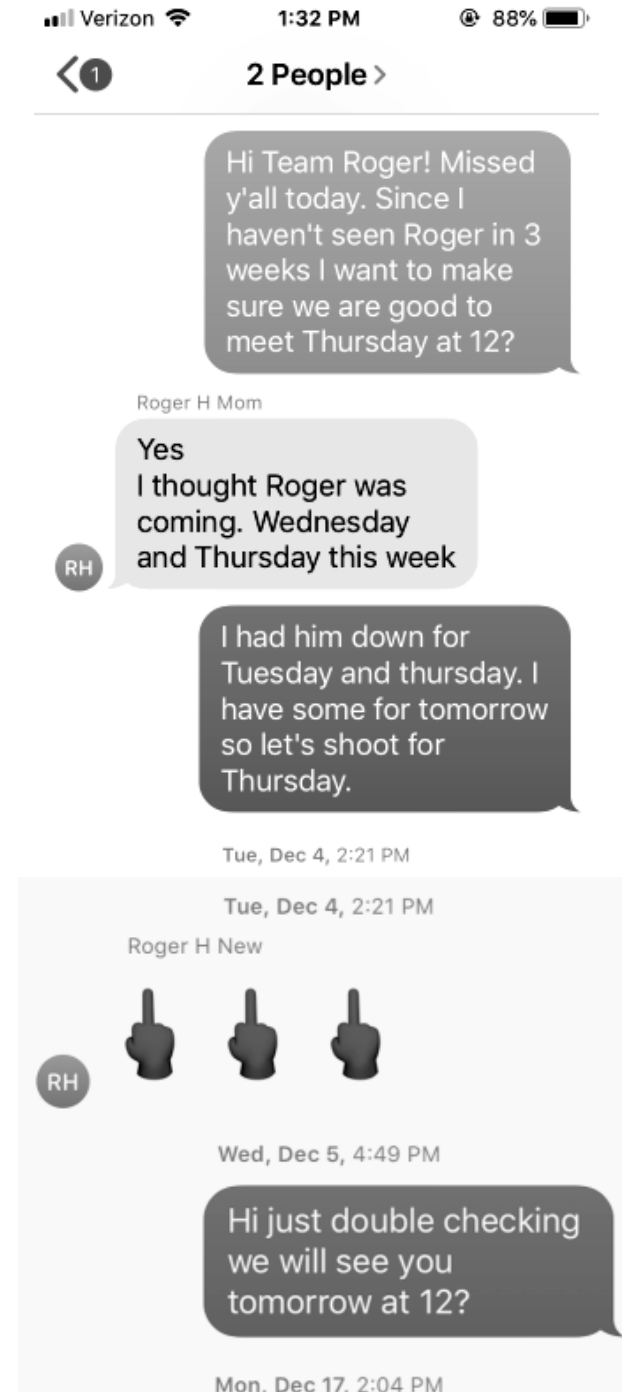 Verizon 1:32 PM 88%
1 2 People >
Hi Team Roger! Missed
y'all today. Since I
haven't seen Roger in 3
weeks I want to make
sure we are good to
meet Thursday at 12?
Roger H Mom
Yes
I thought Roger was
coming. Wednesday
and Thursday this week
RH
I had him down for
Tuesday and thursday. I
have some for tomorrow
so let's shoot for
Thursday.
Tue, Dec 4, 2:21 PM
Tue, Dec 4, 2:21 PM
Roger H New
RH
Wed, Dec 5, 4:49 PM
Hi just double checking
we will see you
tomorrow at 12?
Mon, Dec 17, 2:04 PM